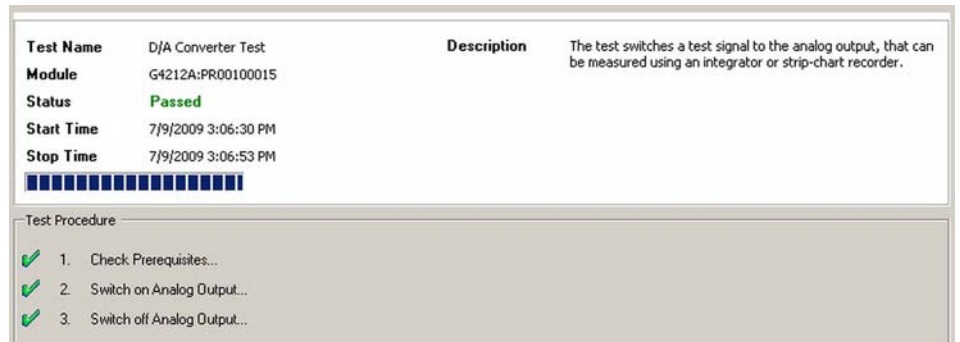 Test Name D/A Converter Test
Module G4212A:PR00100015
Status Passed
Start Time 7/9/2009 3:06:30 PM
Stop Time 7/9/2009 3:06:53 PM
Description The test switches a test signal to the analog output, that can
be measured using an integrator or strip-chart recorder.
Test Procedure
1. Check Prerequisites...
2. Switch on Analog Output...
3. Switch off Analog Output...